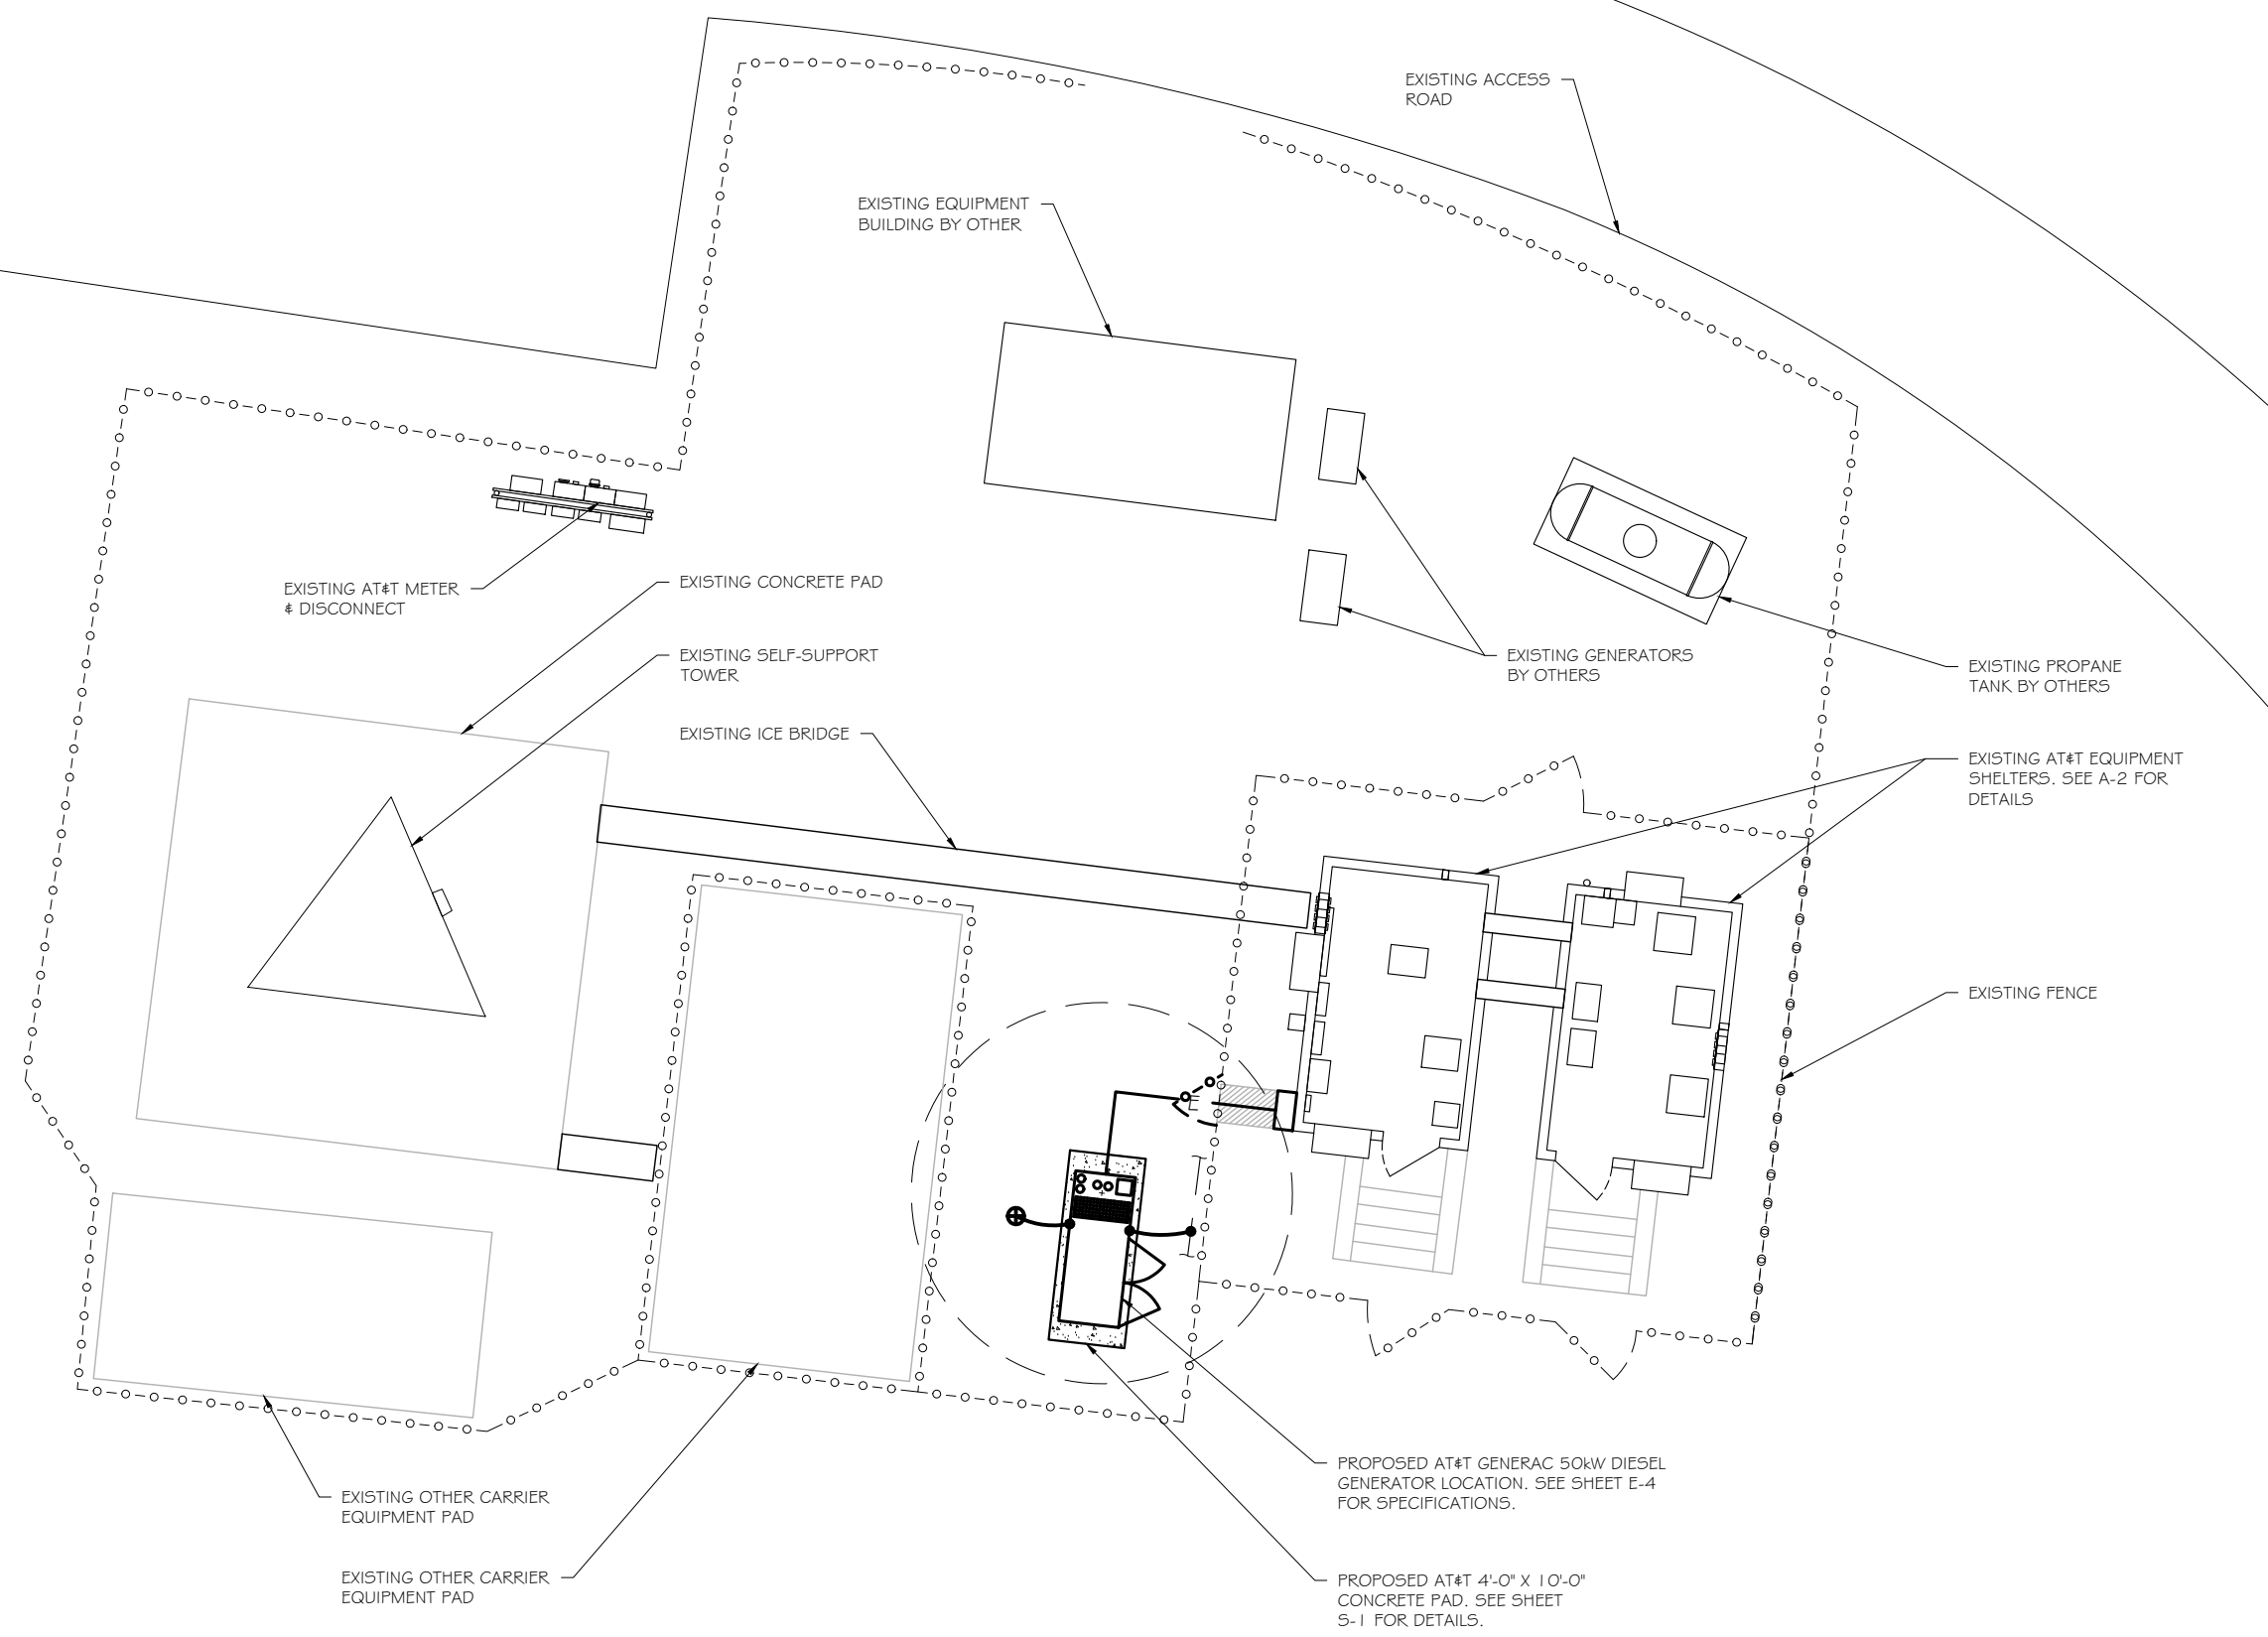 EXISTING ACCESS
ROAD
EXISTING EQUIPMENT
BUILDING BY OTHER
EXISTING AT&T METER
& DISCONNECT
EXISTING CONCRETE PAD
EXISTING SELF-SUPPORT
TOWER
EXISTING GENERATORS
BY OTHERS
EXISTING PROPANE
TANK BY OTHERS
EXISTING ICE BRIDGE
EXISTING AT&T EQUIPMENT
SHELTERS. SEE A-2 FOR
DETAILS
EXISTING FENCE
E
PROPOSED AT&T GENERAC 50kW DIESEL
GENERATOR LOCATION. SEE SHEET E-4
FOR SPECIFICATIONS.
EXISTING OTHER CARRIER
EQUIPMENT PAD
EXISTING OTHER CARRIER
EQUIPMENT PAD
PROPOSED AT&T 4'-0" X 10'-0"
CONCRETE PAD. SEE SHEET
S-1 FOR DETAILS.